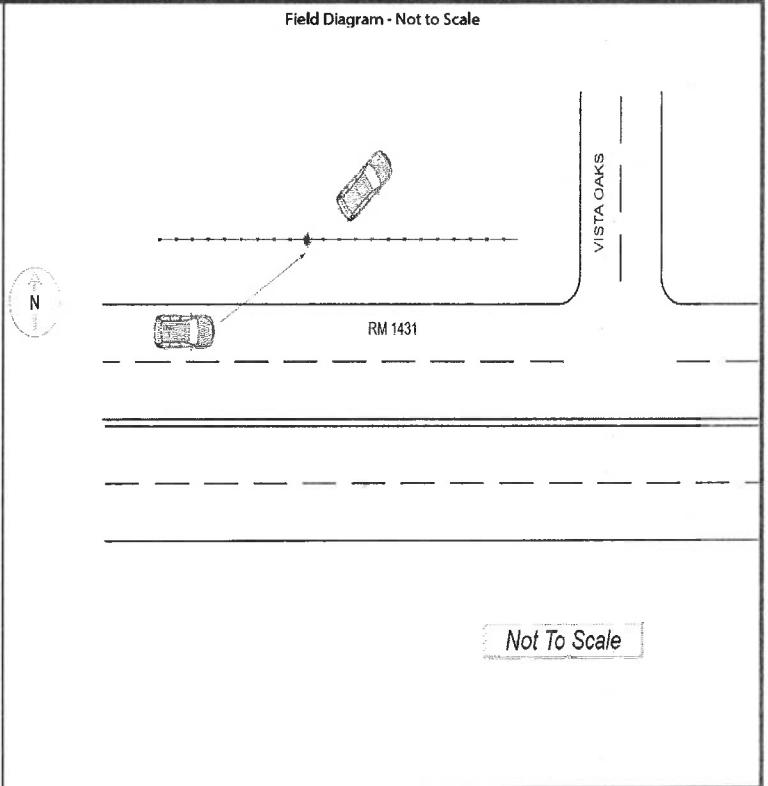 Field Diagram - Not to Scale
VISTA OAKS
N
RM 1431
Not To Scale